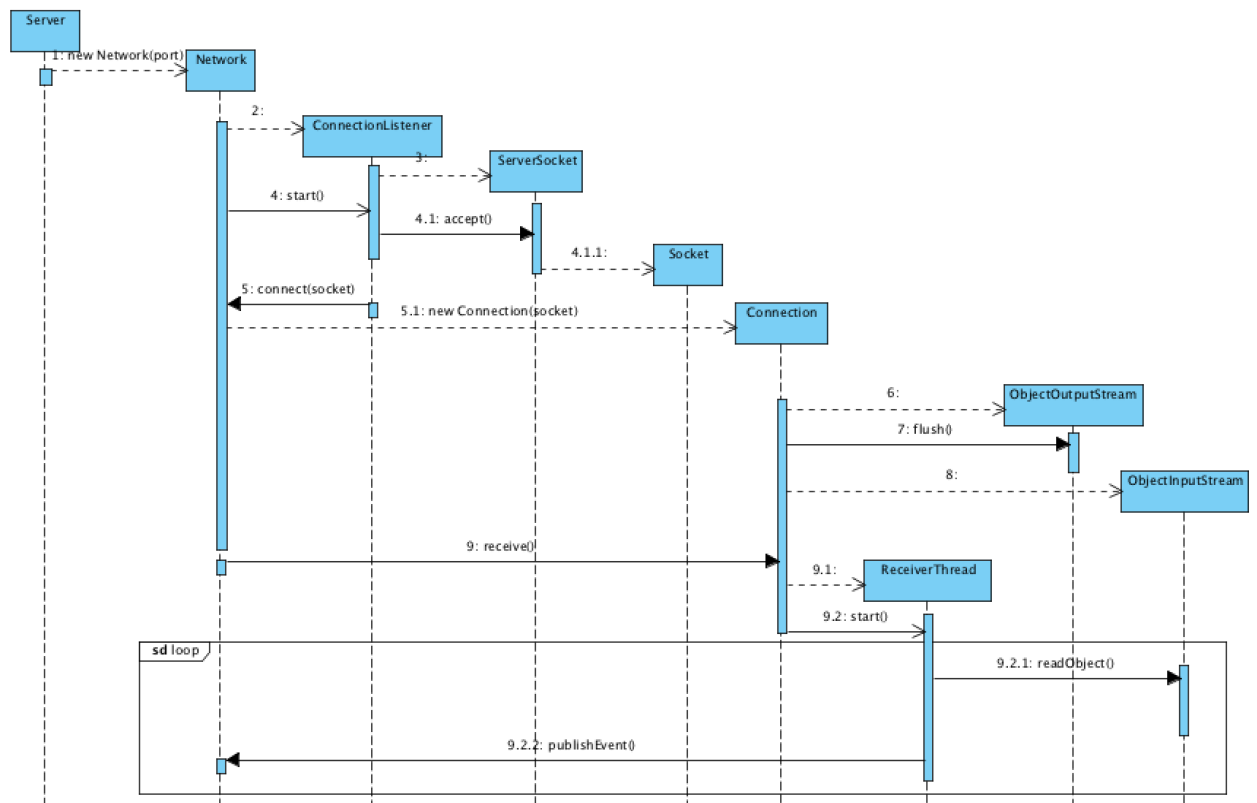 Server
1: new Network(port)
Network
2:
ConnectionListener
3:
ServerSocket
4: start()
4.1: accept()
4.1.1:
Socket
5: connect(socket)
5.1: new Connection(socket)
Connection
6:
ObjectOutputStream
7: flush()
8:
ObjectInputStream
9: receive()
9.1:
ReceiverThread
9.2: start()
sd loop
9.2.1: readObject()
9.2.2: publishEvent()